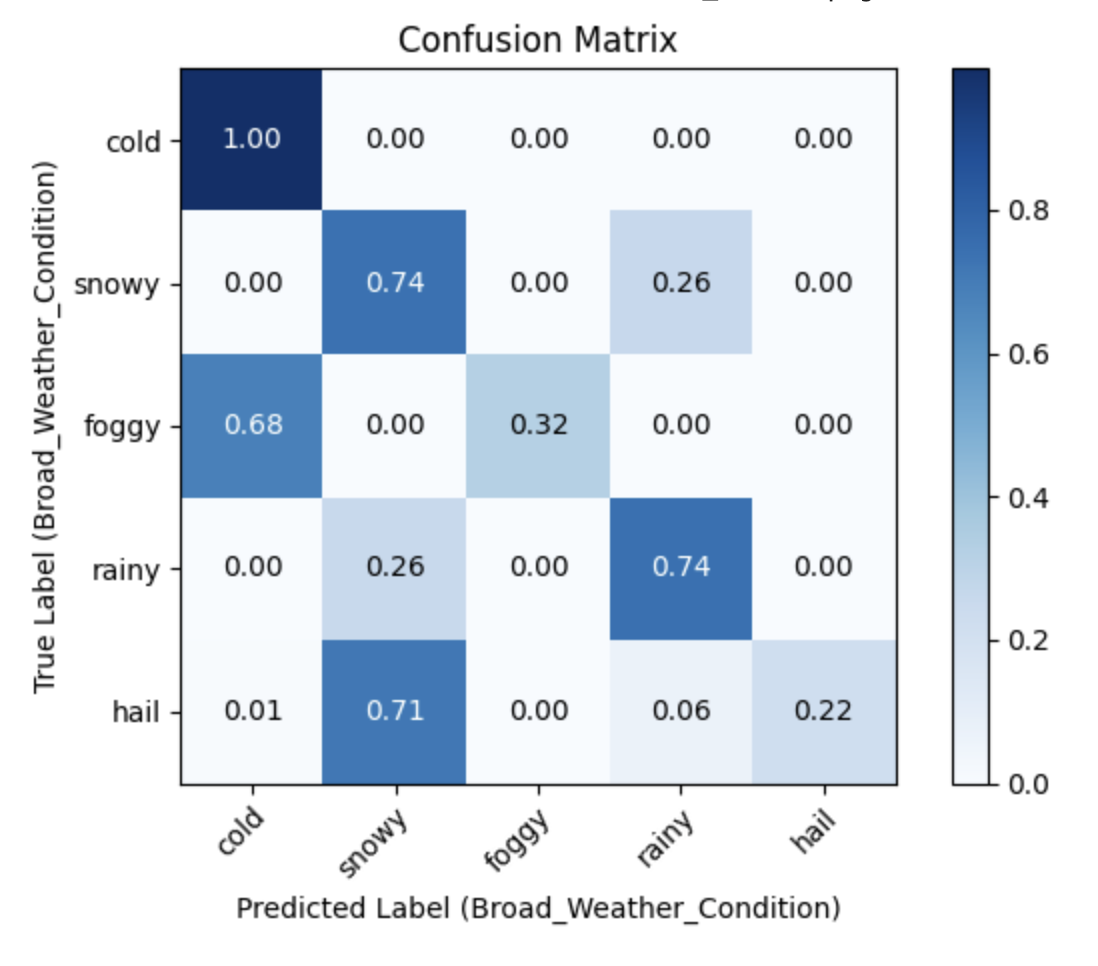 Confusion Matrix
True Label (Broad_Weather_Condition)
cold 1.00 0.00 0.00 0.00 0.00
snowy 0.00 0.74 0.00 0.26 0.00
foggy 0.68 0.00 0.32 0.00 0.00
rainy 0.00 0.26 0.00 0.74 0.00
hail 0.01 0.71 0.00 0.06 0.22
cold snowy foggy rainy hail
Predicted Label (Broad_Weather_Condition)
0.8
0.6
0.4
0.2
0.0